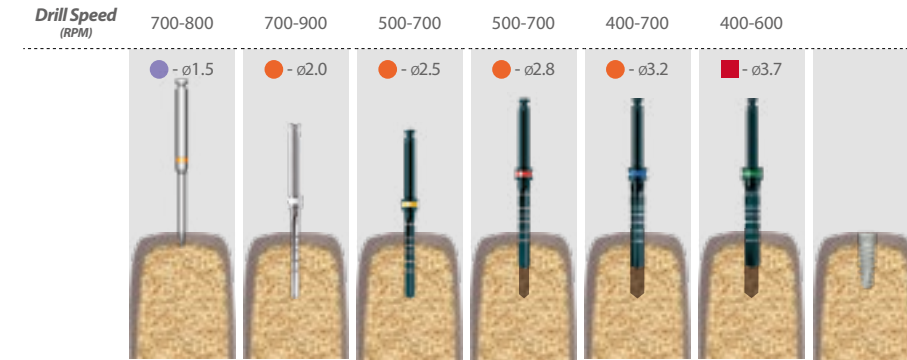 Drill Speed
(RPM)
700-800
700-900
500-700
500-700
400-700
400-600
- ø1.5
- ø2.0
- ø2.5
- ø2.8
- ø3.2
- ø3.7